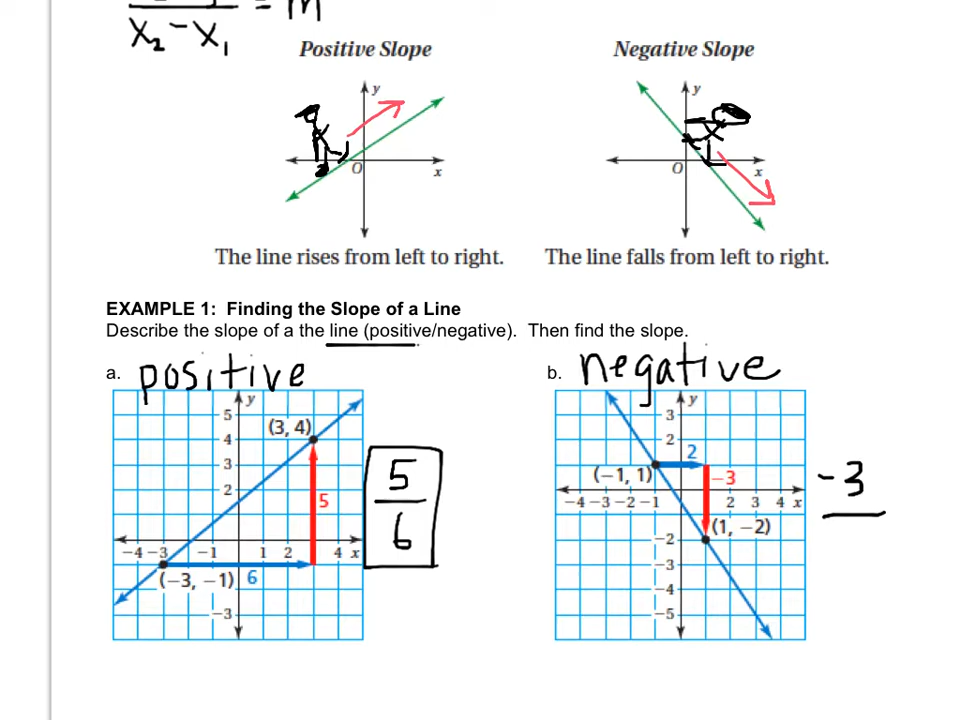 x₂ - x₁ = m
Positive Slope
Negative Slope
y
y
O
x
O
x
The line rises from left to right.
The line falls from left to right.
EXAMPLE 1: Finding the Slope of a Line
Describe the slope of a the line (positive/negative). Then find the slope.
a. positive
b. negative
y
5
(3, 4)
4
3
2
5
-4 -3 -1 1 2 4 x
(-3, -1) 6
-3
5
6
y
3
2
2
(-1, 1)
-3
-4 -3 -2 -1 2 3 4 x
(1, -2)
-2
-3
-4
-5
-3